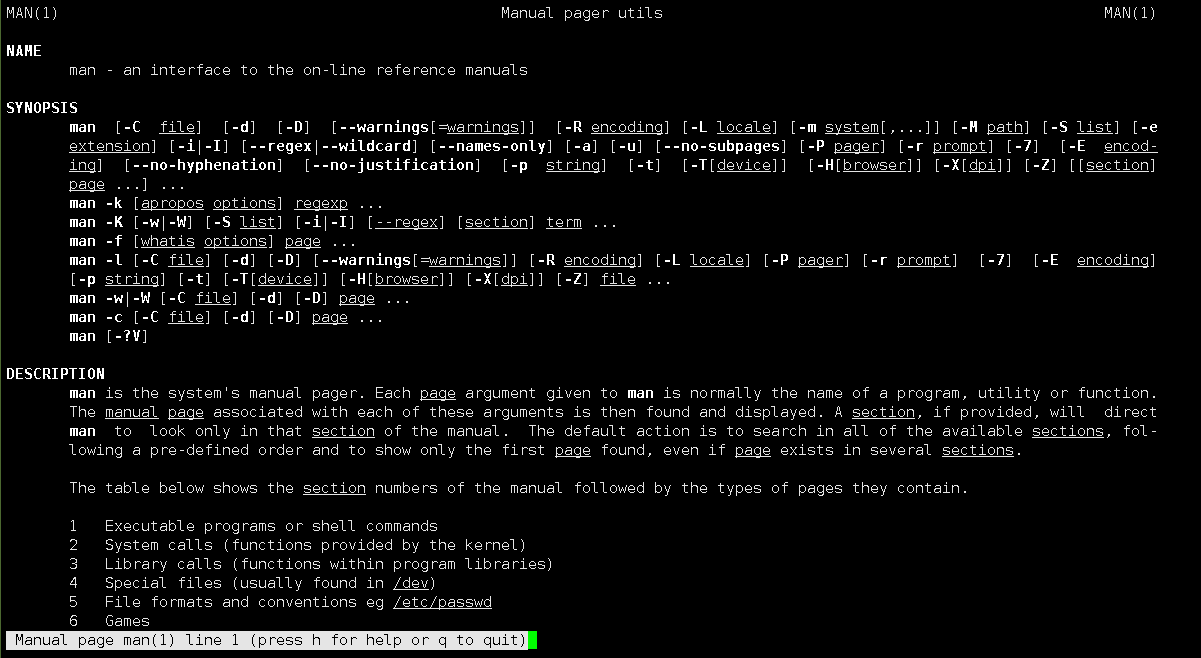 MAN(1) Manual pager utils MAN(1)
NAME
man - an interface to the on-line reference manuals
SYNOPSIS
man [-C file] [-d] [-D] [--warnings[=warnings]] [-R encoding] [-L locale] [-m system[,...]] [-M path] [-S list] [-e
extension] [-i|-I] [--regex|--wildcard] [--names-only] [-a] [-u] [--no-subpages] [-P pager] [-r prompt] [-7] [-E encod-
ing] [--no-hyphenation] [--no-justification] [-p string] [-t] [-T[device]] [-H[browser]] [-X[dpi]] [-Z] [[section]
page ...] ...
man -k [apropos options] regexp ...
man -K [-w|-W] [-S list] [-i|-I] [--regex] [section] term ...
man -f [whatis options] page ...
man -l [-C file] [-d] [-D] [--warnings[=warnings]] [-R encoding] [-L locale] [-P pager] [-r prompt] [-7] [-E encoding]
[-p string] [-t] [-T[device]] [-H[browser]] [-X[dpi]] [-Z] file ...
man -w|-W [-C file] [-d] [-D] page ...
man -c [-C file] [-d] [-D] page ...
man [-?V]
DESCRIPTION
man is the system's manual pager. Each page argument given to man is normally the name of a program, utility or function.
The manual page associated with each of these arguments is then found and displayed. A section, if provided, will direct
man to look only in that section of the manual. The default action is to search in all of the available sections, fol-
lowing a pre-defined order and to show only the first page found, even if page exists in several sections.
The table below shows the section numbers of the manual followed by the types of pages they contain.
1 Executable programs or shell commands
2 System calls (functions provided by the kernel)
3 Library calls (functions within program libraries)
4 Special files (usually found in /dev)
5 File formats and conventions eg /etc/passwd
6 Games
Manual page man(1) line 1 (press h for help or q to quit)